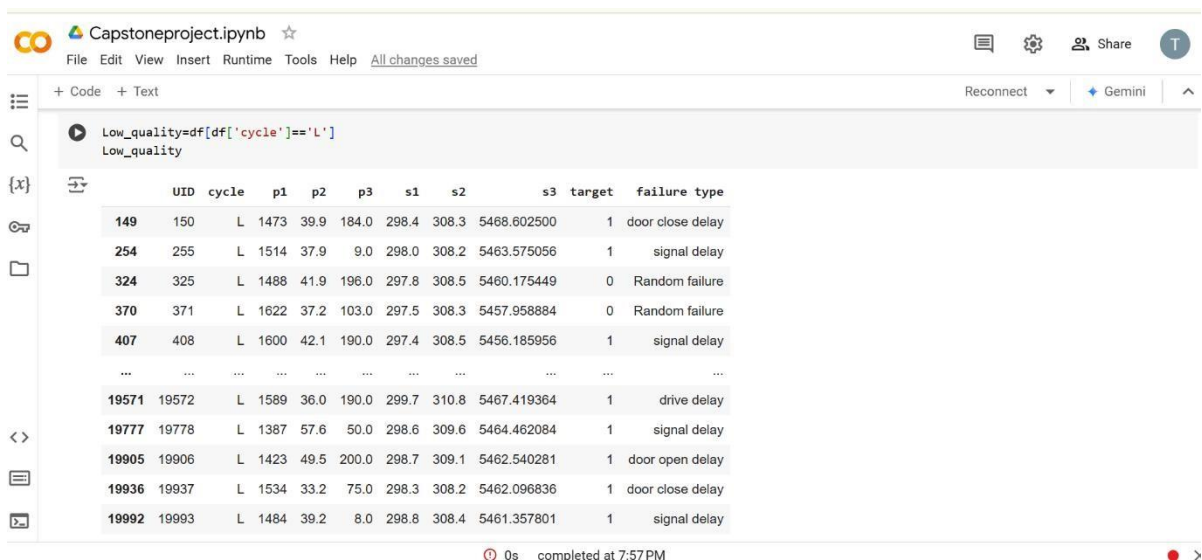 CO Capstoneproject.ipynb
File Edit View Insert Runtime Tools Help All changes saved
Share
T
+ Code + Text
Reconnect
Gemini
Low_quality=df[df['cycle']=='L']
Low_quality
{x}
UID cycle p1 p2 p3 s1 s2 s3 target failure type
149 150 L 1473 39.9 184.0 298.4 308.3 5468.602500 1 door close delay
254 255 L 1514 37.9 9.0 298.0 308.2 5463.575056 1 signal delay
324 325 L 1488 41.9 196.0 297.8 308.5 5460.175449 0 Random failure
370 371 L 1622 37.2 103.0 297.5 308.3 5457.958884 0 Random failure
407 408 L 1600 42.1 190.0 297.4 308.5 5456.185956 1 signal delay
... ... ... ... ... ... ... ... ... ... ...
19571 19572 L 1589 36.0 190.0 299.7 310.8 5467.419364 1 drive delay
19777 19778 L 1387 57.6 50.0 298.6 309.6 5464.462084 1 signal delay
19905 19906 L 1423 49.5 200.0 298.7 309.1 5462.540281 1 door open delay
19936 19937 L 1534 33.2 75.0 298.3 308.2 5462.096836 1 door close delay
19992 19993 L 1484 39.2 8.0 298.8 308.4 5461.357801 1 signal delay
0s completed at 7:57 PM